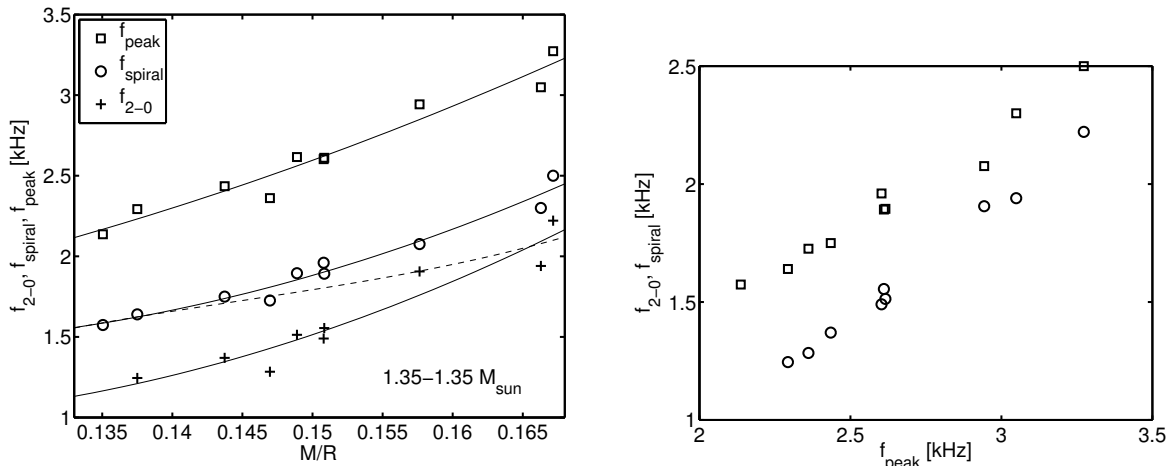 3.5
3
2.5
2
1.5
1
f_peak
f_spiral
f_2−0
f_2−0, f_spiral, f_peak [kHz]
1.35−1.35 M_sun
0.135 0.14 0.145 0.15 0.155 0.16 0.165
M/R
2.5
2
1.5
1
f_2−0, f_spiral [kHz]
2 2.5 3 3.5
f_peak [kHz]